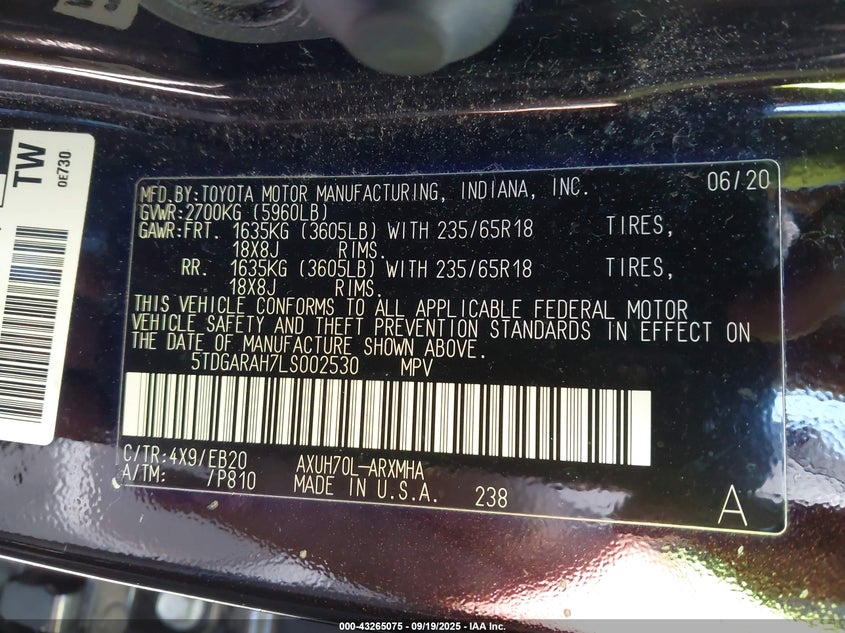 TW
0E730
MFD.BY:TOYOTA MOTOR MANUFACTURING, INDIANA, INC. 06/20
GVWR:2700KG (5960LB)
GAWR:FRT. 1635KG (3605LB) WITH 235/65R18 TIRES,
18X8J RIMS.
RR. 1635KG (3605LB) WITH 235/65R18 TIRES,
18X8J RIMS.
THIS VEHICLE CONFORMS TO ALL APPLICABLE FEDERAL MOTOR
VEHICLE SAFETY AND THEFT PREVENTION STANDARDS IN EFFECT ON
THE DATE OF MANUFACTURE SHOWN ABOVE.
5TDGARAH7LS002530 MPV
C/TR:4X9/EB20 AXUH70L-ARXMHA
A/TM: /P810 MADE IN U.S.A. 238
A
000-43265075 - 09/19/2025 - IAA Inc.